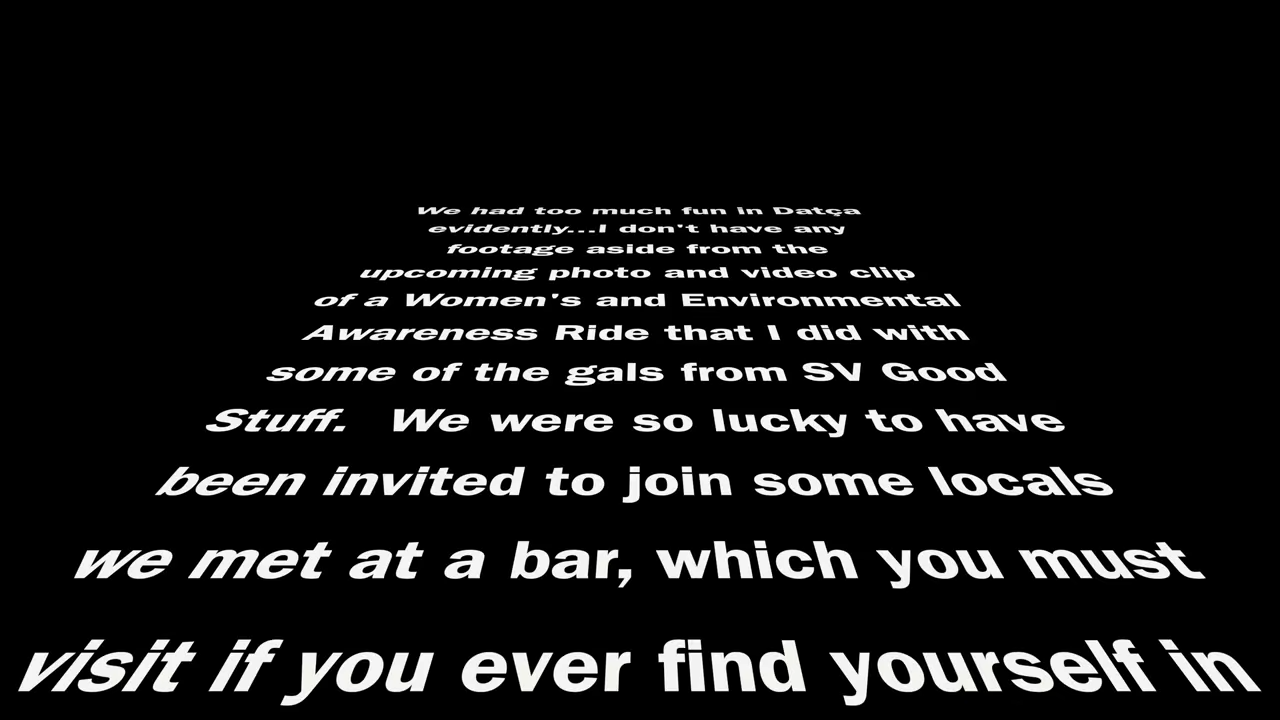 We had too much fun in Datça
evidently...I don't have any
footage aside from the
upcoming photo and video clip
of a Women's and Environmental
Awareness Ride that I did with
some of the gals from SV Good
Stuff.  We were so lucky to have
been invited to join some locals
we met at a bar, which you must
visit if you ever find yourself in